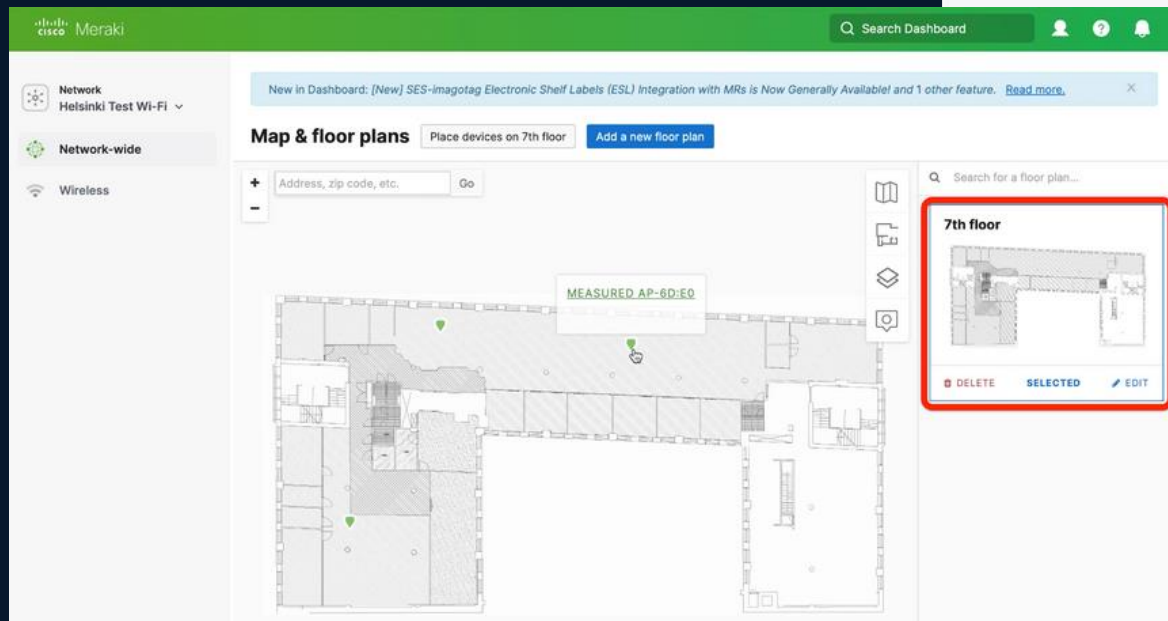 cisco Meraki
Search Dashboard
?
Network
Helsinki Test Wi-Fi
Network-wide
Wireless
New in Dashboard: [New] SES-imagotag Electronic Shelf Labels (ESL) Integration with MRs is Now Generally Available! and 1 other feature. Read more.
Map & floor plans
Place devices on 7th floor
Add a new floor plan
+
−
Address, zip code, etc.
Go
MEASURED AP-6D:E0
Search for a floor plan...
7th floor
DELETE
SELECTED
EDIT